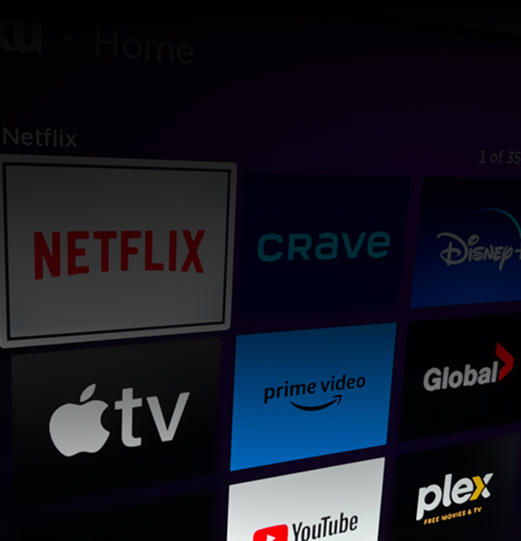 ku • Home
Netflix
1 of 35
NETFLIX
crave
Disney+
tv
prime video
Global
YouTube
plex
FREE MOVIES & TV